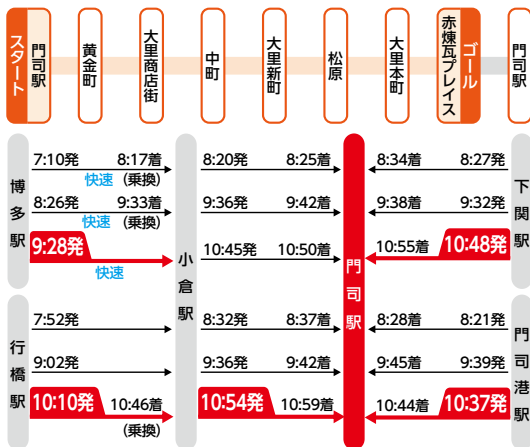 スタート
門司駅
黄金町
大里商店街
中町
大里新町
松原
大里本町
赤煉瓦プレイス
ゴール
門司駅
博多駅
7:10発 8:17着
快速 (乗換)
8:26発 9:33着
快速 (乗換)
9:28発
快速
行橋駅
7:52発
9:02発
10:10発 10:46着
(乗換)
小倉駅
8:20発 8:25着
9:36発 9:42着
10:45発 10:50着
8:32発 8:37着
9:36発 9:42着
10:54発 10:59着
門司駅
8:34着 8:27発
9:38着 9:32発
10:55着 10:48発
8:28着 8:21発
9:45着 9:39発
10:44着 10:37発
下関駅
門司港駅